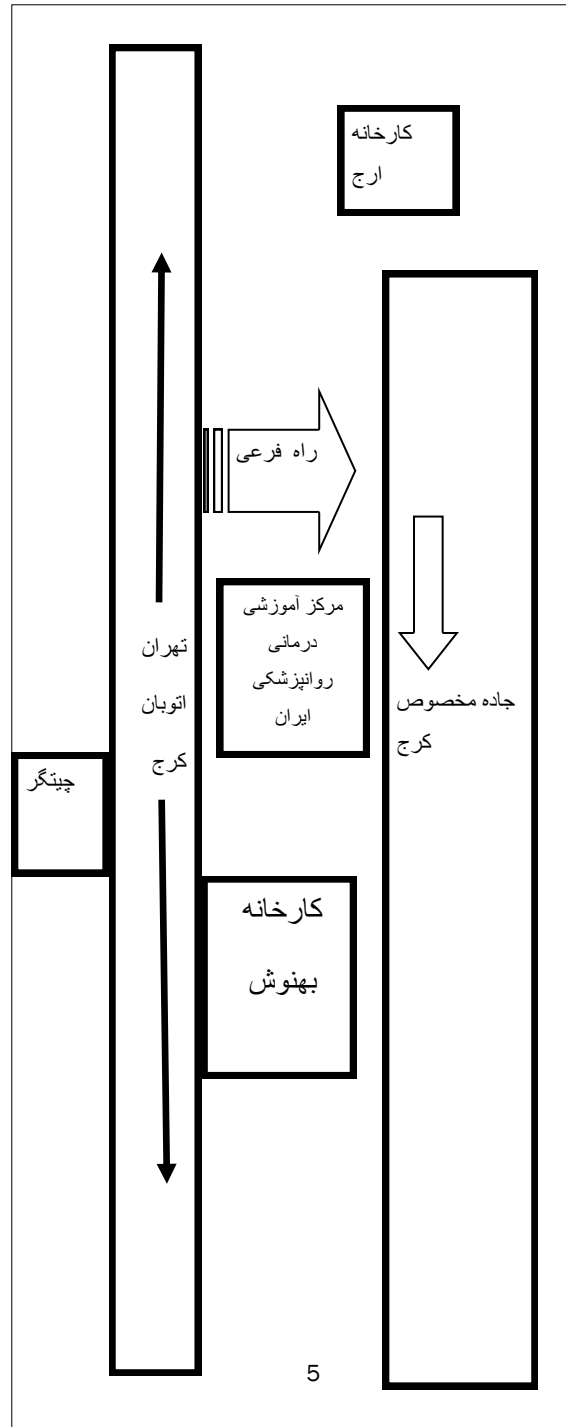 کارخانه
ارج
راه فرعی
مرکز آموزشی
درمانی
روانپزشکی
ایران
تهران
اتوبان
کرج
جاده مخصوص
کرج
چیتگر
کارخانه
بهنوش
5